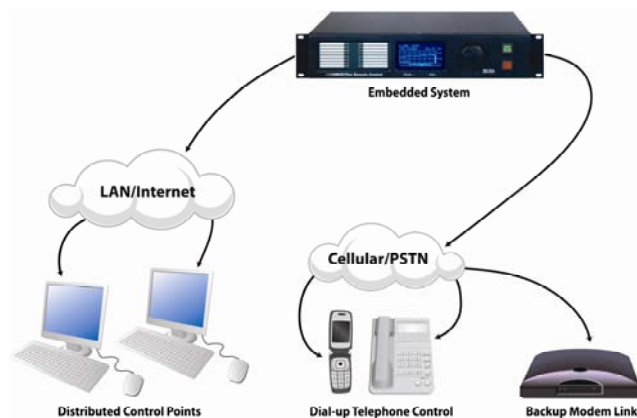 Embedded System
LAN/Internet
Cellular/PSTN
Distributed Control Points
Dial-up Telephone Control
Backup Modem Link